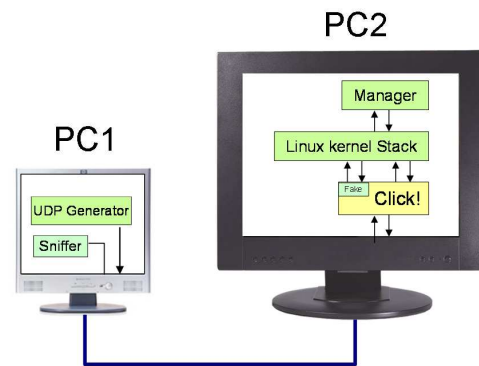 PC2
Manager
PC1
Linux kernel Stack
Fake
Click!
UDP Generator
Sniffer